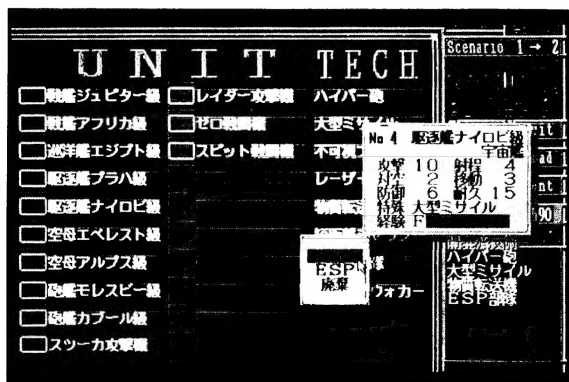 UNIT TECH
Scenario 1→2
戦艦ジュピター級
レイダー攻撃機
ハイパー砲
戦艦アフリカ級
ゼロ戦闘機
大型ミサイル
巡洋艦エジプト級
スピット戦闘機
駆逐艦プラハ級
レーザー
駆逐艦ナイロビ級
空母エベレスト級
空母アルプス級
砲艦モレスビー級
砲艦カブール級
スツーカ攻撃機
No 4 駆逐艦ナイロビ級
宇宙艦
攻撃 10 射程 4
対空 2 移動 3
防御 6 耐久 15
特殊 大型ミサイル
経験 F
ESP
廃棄
ォーカー
90
ハイパー砲
大型ミサイル
物質転送機
ESP部隊